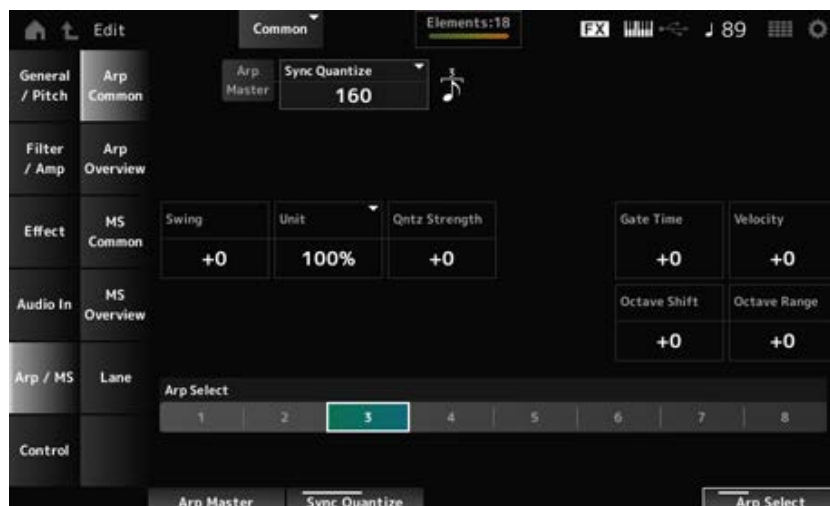 Edit
Common
Elements:18
FX
89
General / Pitch
Arp Common
Arp Master
Sync Quantize
160
3
Filter / Amp
Arp Overview
Effect
MS Common
Swing
Unit
Qntz Strength
Gate Time
Velocity
+0
100%
+0
+0
+0
Audio In
MS Overview
Octave Shift
Octave Range
+0
+0
Arp / MS
Lane
Arp Select
1 2 3 4 5 6 7 8
Control
Arp Master
Sync Quantize
Arp Select